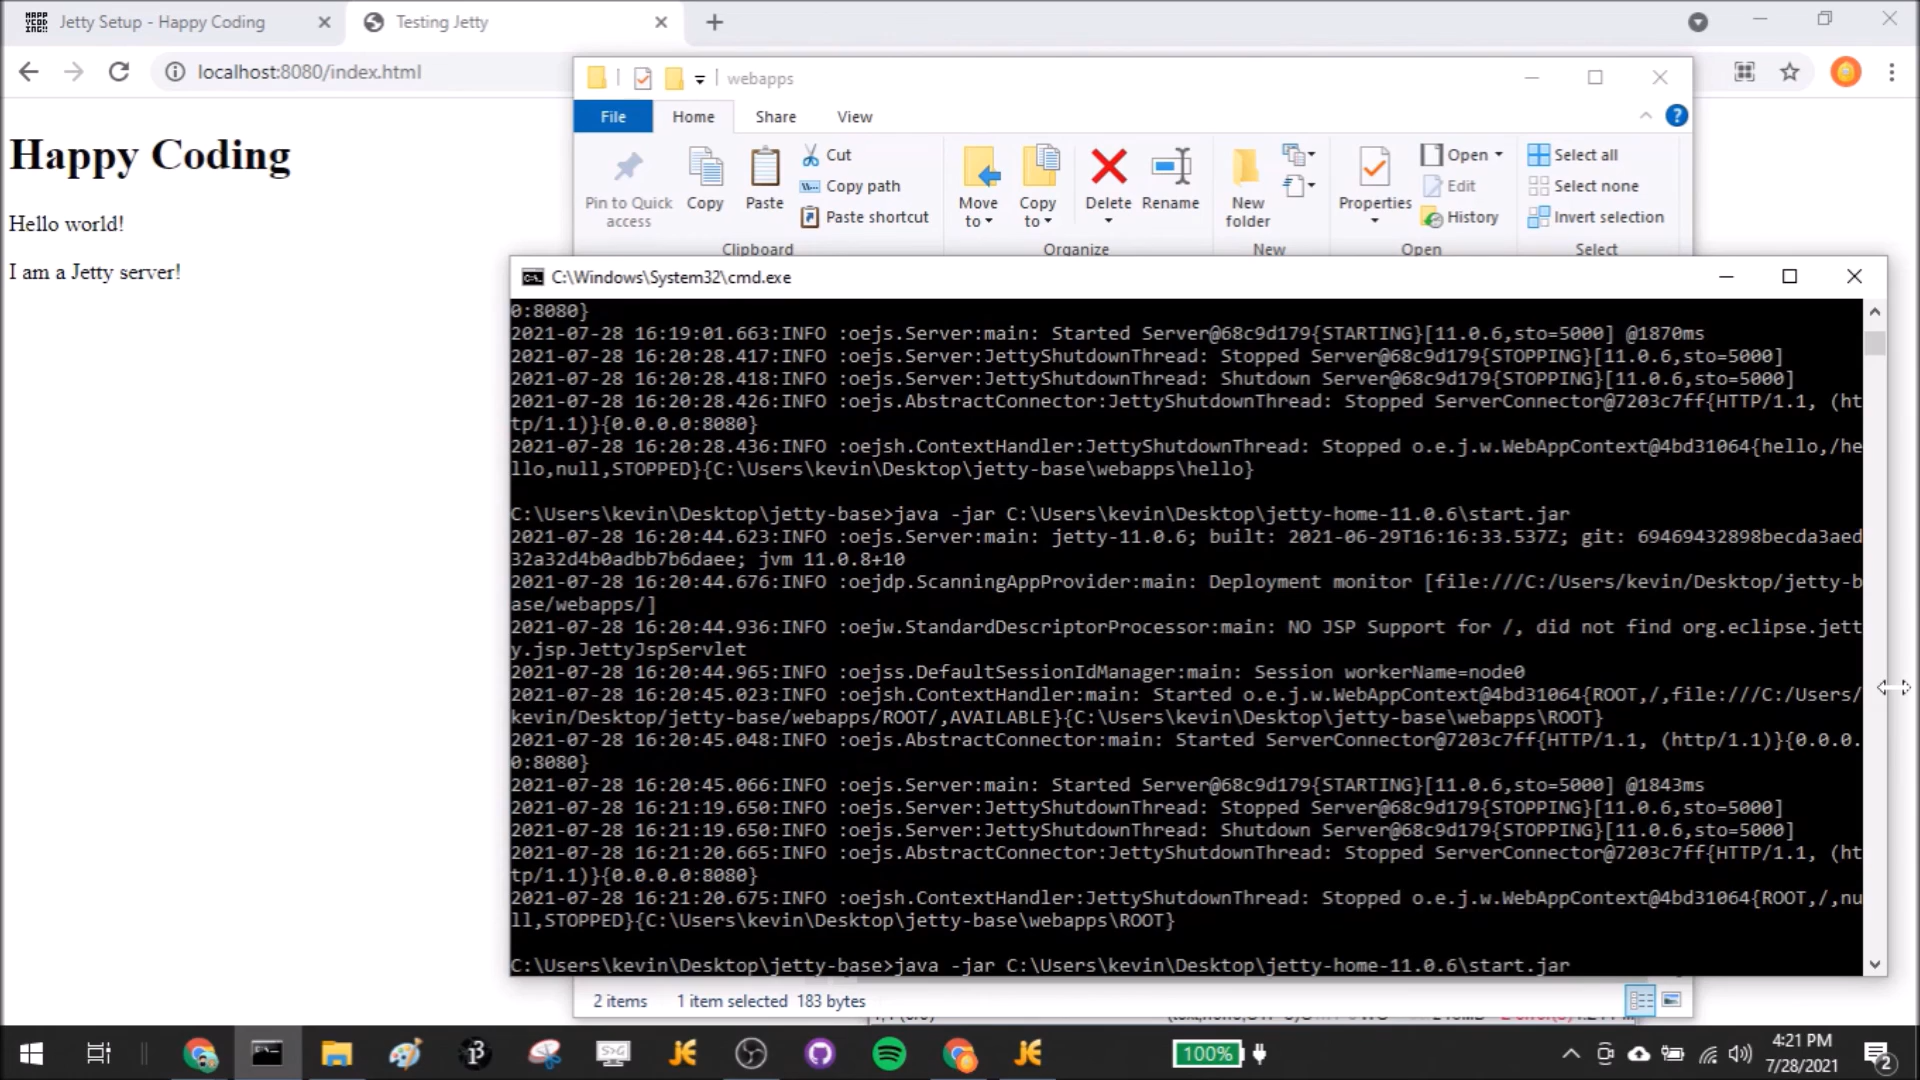 Jetty Setup - Happy Coding
Testing Jetty
localhost:8080/index.html
Happy Coding
Hello world!
I am a Jetty server!
webapps
File
Home
Share
View
Pin to Quick access
Copy
Paste
Cut
Copy path
Paste shortcut
Clipboard
Move to
Copy to
Delete
Rename
Organize
New folder
New
Properties
Open
Edit
History
Open
Select all
Select none
Invert selection
Select
C:\Windows\System32\cmd.exe
0:8080}
2021-07-28 16:19:01.663:INFO :oejs.Server:main: Started Server@68c9d179{STARTING}[11.0.6,sto=5000] @1870ms
2021-07-28 16:20:28.417:INFO :oejs.Server:JettyShutdownThread: Stopped Server@68c9d179{STOPPING}[11.0.6,sto=5000]
2021-07-28 16:20:28.418:INFO :oejs.Server:JettyShutdownThread: Shutdown Server@68c9d179{STOPPING}[11.0.6,sto=5000]
2021-07-28 16:20:28.426:INFO :oejs.AbstractConnector:JettyShutdownThread: Stopped ServerConnector@7203c7ff{HTTP/1.1, (ht
tp/1.1)}{0.0.0.0:8080}
2021-07-28 16:20:28.436:INFO :oejsh.ContextHandler:JettyShutdownThread: Stopped o.e.j.w.WebAppContext@4bd31064{hello,/he
llo,null,STOPPED}{C:\Users\kevin\Desktop\jetty-base\webapps\hello}
C:\Users\kevin\Desktop\jetty-base>java -jar C:\Users\kevin\Desktop\jetty-home-11.0.6\start.jar
2021-07-28 16:20:44.623:INFO :oejs.Server:main: jetty-11.0.6; built: 2021-06-29T16:16:33.537Z; git: 69469432898becda3aed
32a32d4b0adbb7b6daee; jvm 11.0.8+10
2021-07-28 16:20:44.676:INFO :oejdp.ScanningAppProvider:main: Deployment monitor [file:///C:/Users/kevin/Desktop/jetty-b
ase/webapps/]
2021-07-28 16:20:44.936:INFO :oejw.StandardDescriptorProcessor:main: NO JSP Support for /, did not find org.eclipse.jett
y.jsp.JettyJspServlet
2021-07-28 16:20:44.965:INFO :oejss.DefaultSessionIdManager:main: Session workerName=node0
2021-07-28 16:20:45.023:INFO :oejsh.ContextHandler:main: Started o.e.j.w.WebAppContext@4bd31064{ROOT,/,file:///C:/Users/
kevin/Desktop/jetty-base/webapps/ROOT/,AVAILABLE}{C:\Users\kevin\Desktop\jetty-base\webapps\ROOT}
2021-07-28 16:20:45.048:INFO :oejs.AbstractConnector:main: Started ServerConnector@7203c7ff{HTTP/1.1, (http/1.1)}{0.0.0.
0:8080}
2021-07-28 16:20:45.066:INFO :oejs.Server:main: Started Server@68c9d179{STARTING}[11.0.6,sto=5000] @1843ms
2021-07-28 16:21:19.650:INFO :oejs.Server:JettyShutdownThread: Stopped Server@68c9d179{STOPPING}[11.0.6,sto=5000]
2021-07-28 16:21:19.650:INFO :oejs.Server:JettyShutdownThread: Shutdown Server@68c9d179{STOPPING}[11.0.6,sto=5000]
2021-07-28 16:21:20.665:INFO :oejs.AbstractConnector:JettyShutdownThread: Stopped ServerConnector@7203c7ff{HTTP/1.1, (ht
tp/1.1)}{0.0.0.0:8080}
2021-07-28 16:21:20.675:INFO :oejsh.ContextHandler:JettyShutdownThread: Stopped o.e.j.w.WebAppContext@4bd31064{ROOT,/,nu
ll,STOPPED}{C:\Users\kevin\Desktop\jetty-base\webapps\ROOT}
C:\Users\kevin\Desktop\jetty-base>java -jar C:\Users\kevin\Desktop\jetty-home-11.0.6\start.jar
2 items
1 item selected 183 bytes
100%
4:21 PM
7/28/2021
2